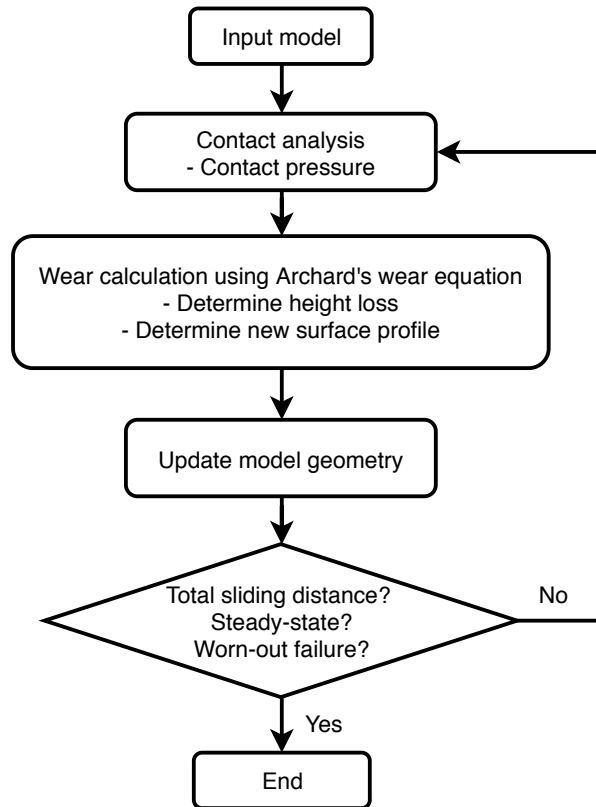 Input model
Contact analysis
- Contact pressure
Wear calculation using Archard's wear equation
- Determine height loss
- Determine new surface profile
Update model geometry
Total sliding distance?
Steady-state?
Worn-out failure?
No
Yes
End